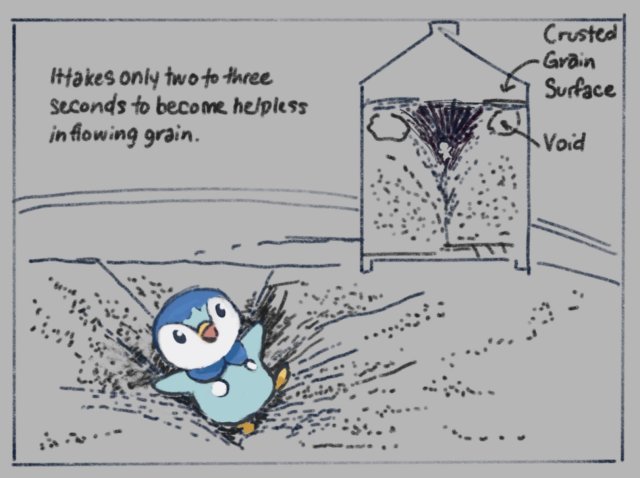 It takes only two to three
seconds to become helpless
in flowing grain.
Crusted
Grain
Surface
Void